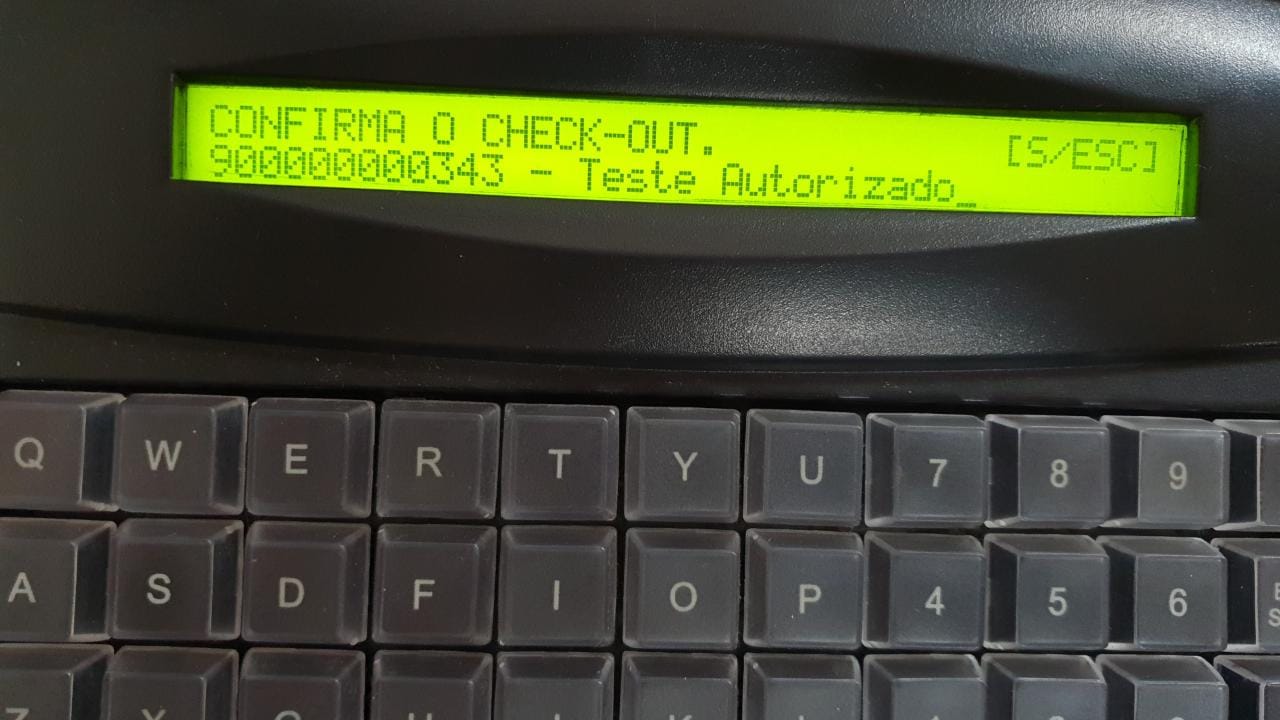 CONFIRMA O CHECK-OUT. [S/ESC]
900000000343 - Teste Autorizado_
Q W E R T Y U 7 8 9
A S D F I O P 4 5 6